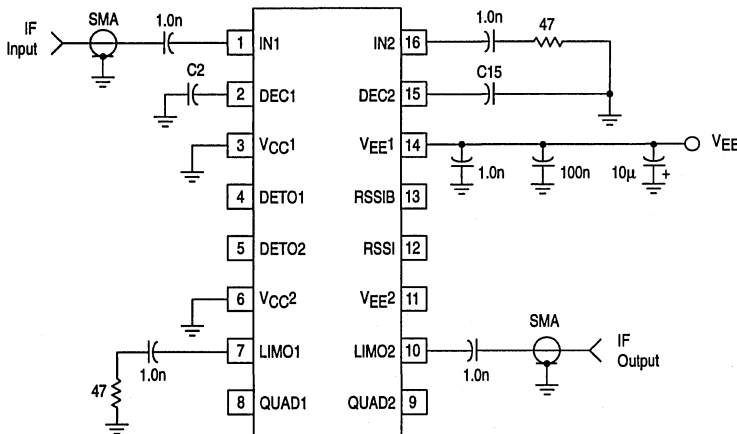 IF
Input
SMA
1.0n
1 IN1
IN2 16
1.0n
47
C2
2 DEC1
DEC2 15
C15
3 VCC1
VEE1 14
VEE
1.0n
100n
10µ
+
4 DETO1
RSSIB 13
5 DETO2
RSSI 12
6 VCC2
VEE2 11
7 LIMO1
LIMO2 10
1.0n
47
1.0n
SMA
IF
Output
8 QUAD1
QUAD2 9